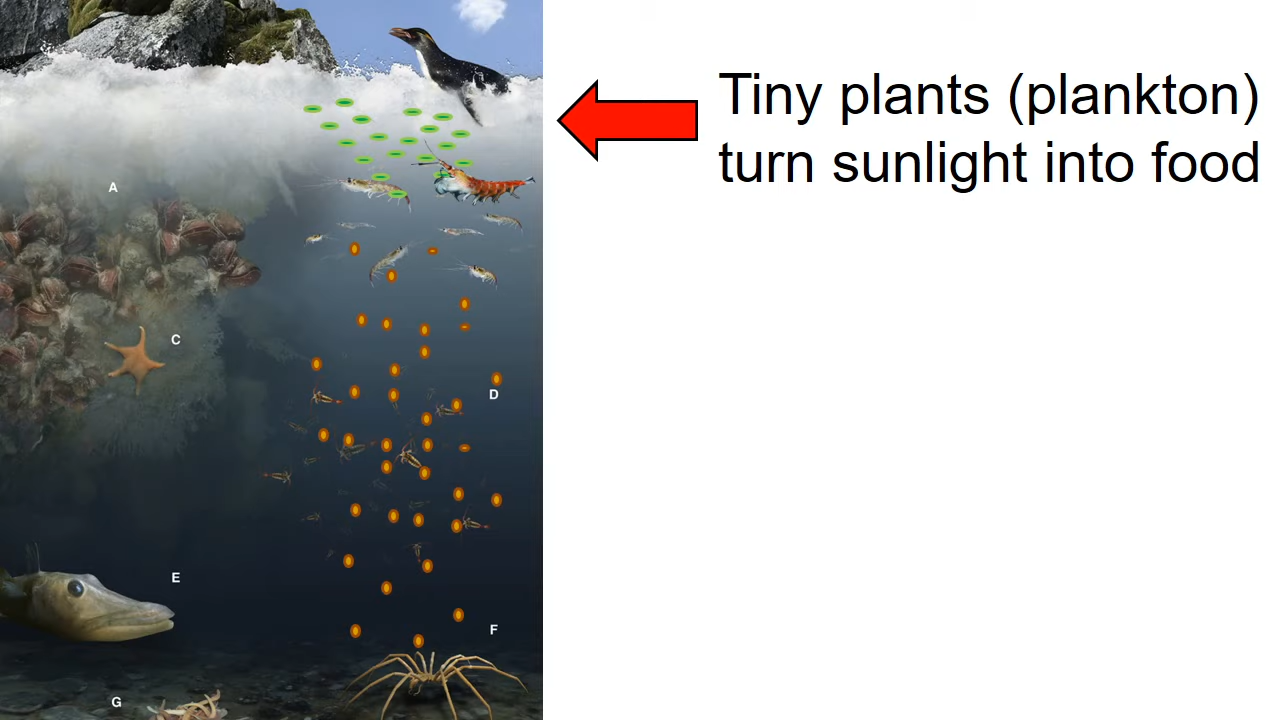 Tiny plants (plankton)
turn sunlight into food
A
C
D
E
F
G